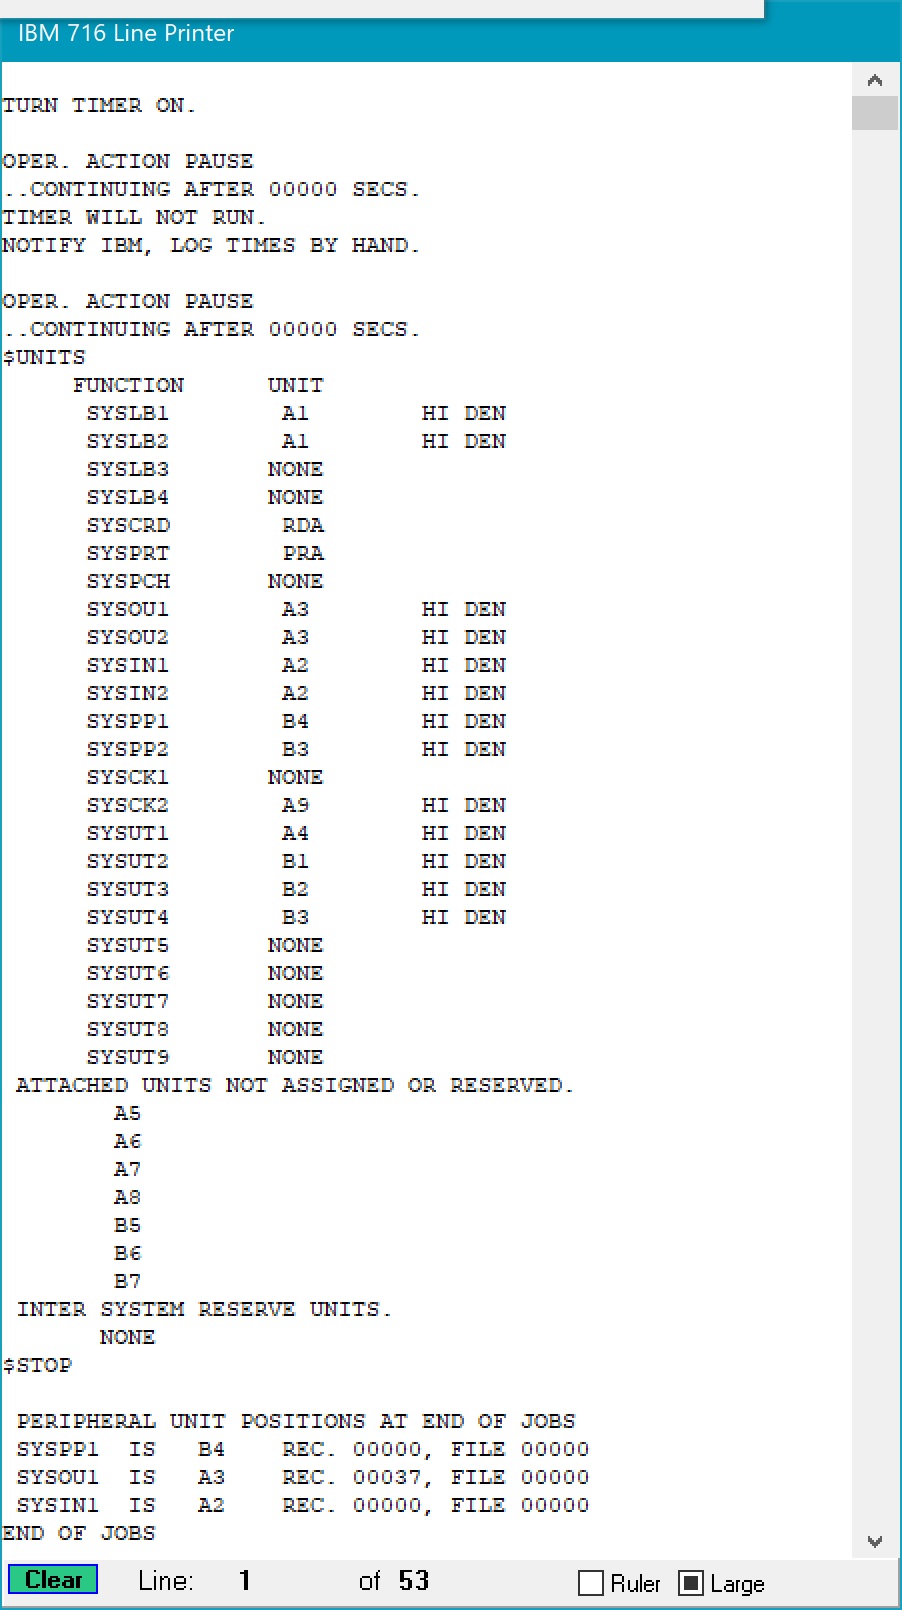 IBM 716 Line Printer
TURN TIMER ON.
OPER. ACTION PAUSE
..CONTINUING AFTER 00000 SECS.
TIMER WILL NOT RUN.
NOTIFY IBM, LOG TIMES BY HAND.
OPER. ACTION PAUSE
..CONTINUING AFTER 00000 SECS.
$UNITS
FUNCTION UNIT
SYSLB1 A1 HI DEN
SYSLB2 A1 HI DEN
SYSLB3 NONE
SYSLB4 NONE
SYSCRD RDA
SYSPRT PRA
SYSPCH NONE
SYSOU1 A3 HI DEN
SYSOU2 A3 HI DEN
SYSIN1 A2 HI DEN
SYSIN2 A2 HI DEN
SYSPP1 B4 HI DEN
SYSPP2 B3 HI DEN
SYSCK1 NONE
SYSCK2 A9 HI DEN
SYSUT1 A4 HI DEN
SYSUT2 B1 HI DEN
SYSUT3 B2 HI DEN
SYSUT4 B3 HI DEN
SYSUT5 NONE
SYSUT6 NONE
SYSUT7 NONE
SYSUT8 NONE
SYSUT9 NONE
ATTACHED UNITS NOT ASSIGNED OR RESERVED.
A5
A6
A7
A8
B5
B6
B7
INTER SYSTEM RESERVE UNITS.
NONE
$STOP
PERIPHERAL UNIT POSITIONS AT END OF JOBS
SYSPP1 IS B4 REC. 00000, FILE 00000
SYSOU1 IS A3 REC. 00037, FILE 00000
SYSIN1 IS A2 REC. 00000, FILE 00000
END OF JOBS
Clear Line: 1 of 53 Ruler Large